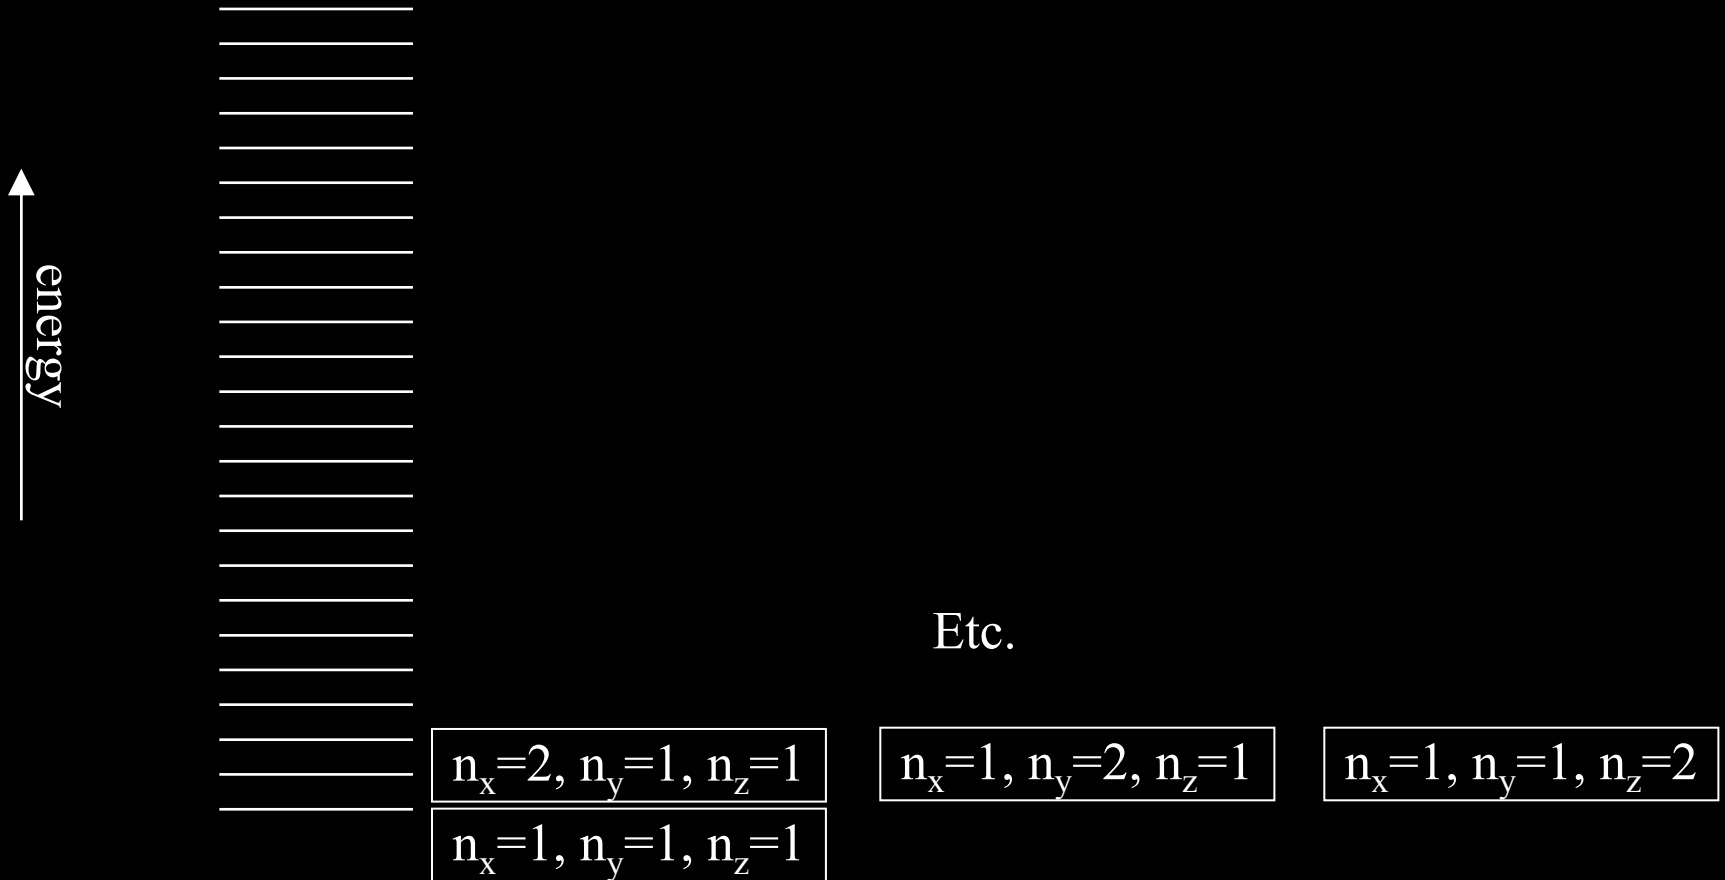 energy
Etc.
nx=2, ny=1, nz=1
nx=1, ny=2, nz=1
nx=1, ny=1, nz=2
nx=1, ny=1, nz=1